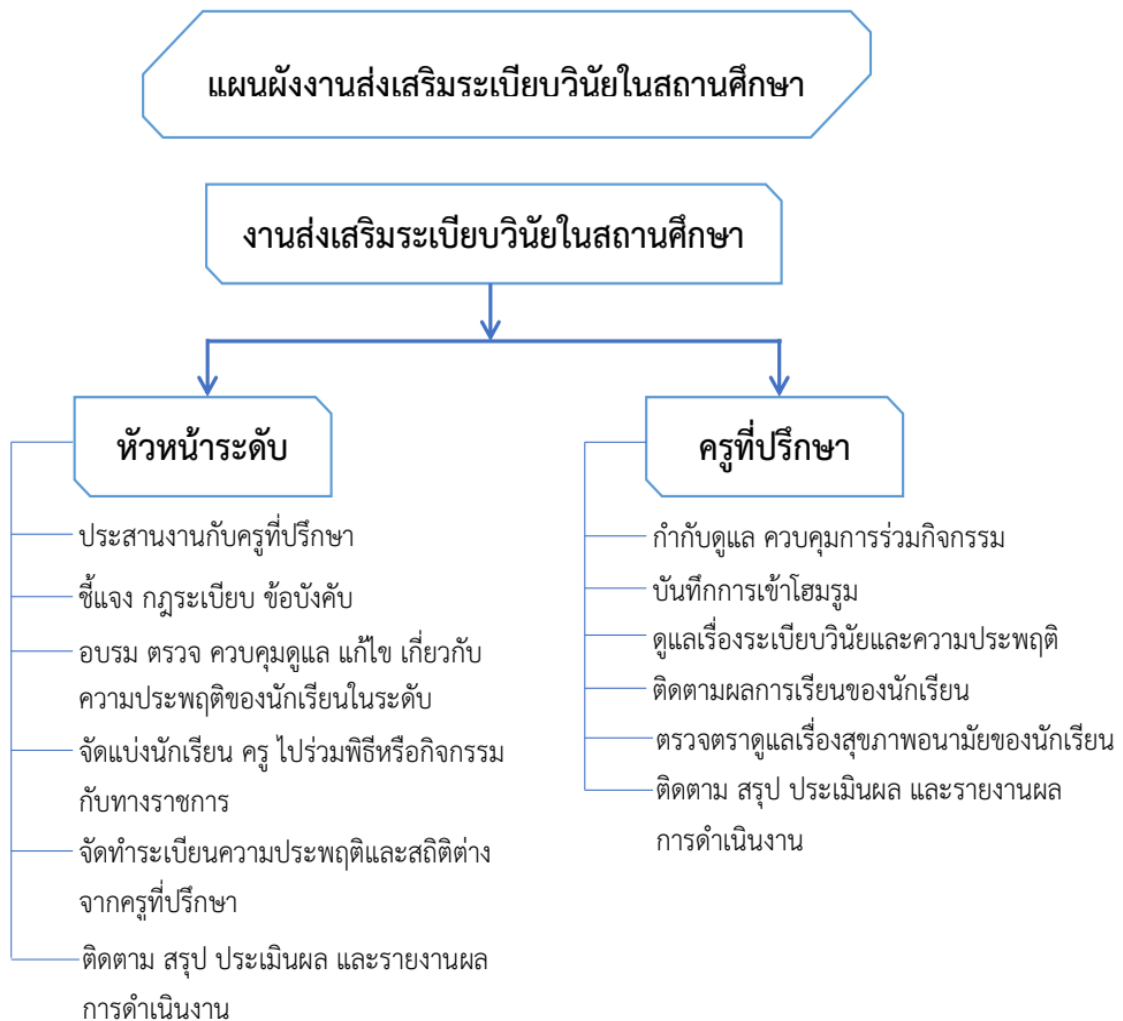 แผนผังงานส่งเสริมระเบียบวินัยในสถานศึกษา
งานส่งเสริมระเบียบวินัยในสถานศึกษา
หัวหน้าระดับ
ประสานงานกับครูที่ปรึกษา
ชี้แจง กฎระเบียบ ข้อบังคับ
อบรม ตรวจ ควบคุมดูแล แก้ไข เกี่ยวกับ
ความประพฤติของนักเรียนในระดับ
จัดแบ่งนักเรียน ครู ไปร่วมพิธีหรือกิจกรรม
กับทางราชการ
จัดทำระเบียนความประพฤติและสถิติต่าง
จากครูที่ปรึกษา
ติดตาม สรุป ประเมินผล และรายงานผล
การดำเนินงาน
ครูที่ปรึกษา
กำกับดูแล ควบคุมการร่วมกิจกรรม
บันทึกการเข้าโฮมรูม
ดูแลเรื่องระเบียบวินัยและความประพฤติ
ติดตามผลการเรียนของนักเรียน
ตรวจตราดูแลเรื่องสุขภาพอนามัยของนักเรียน
ติดตาม สรุป ประเมินผล และรายงานผล
การดำเนินงาน